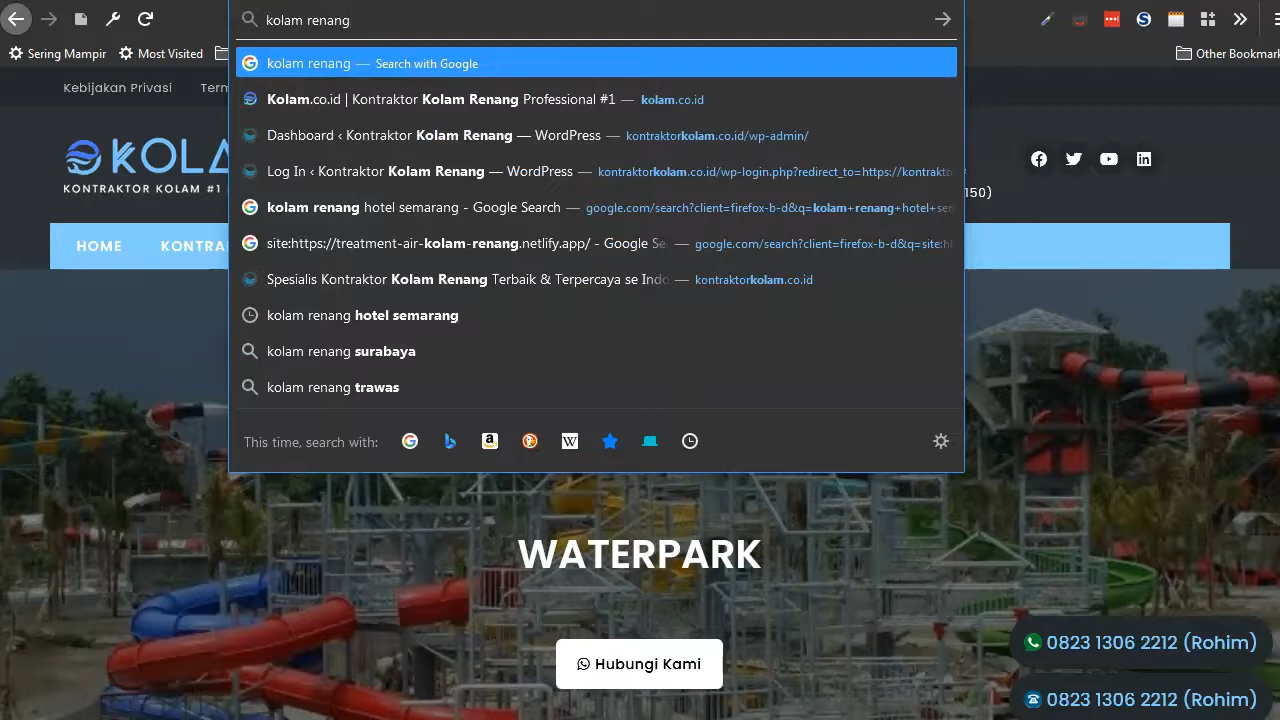 kolam renang
Sering Mampir
Most Visited
Other Bookmar
kolam renang — Search with Google
Kolam.co.id | Kontraktor Kolam Renang Professional #1 — kolam.co.id
Dashboard ‹ Kontraktor Kolam Renang — WordPress — kontraktorkolam.co.id/wp-admin/
Log In ‹ Kontraktor Kolam Renang — WordPress — kontraktorkolam.co.id/wp-login.php?redirect_to=https://kontrakto
kolam renang hotel semarang - Google Search — google.com/search?client=firefox-b-d&q=kolam+renang+hotel+se
site:https://treatment-air-kolam-renang.netlify.app/ - Google Se — google.com/search?client=firefox-b-d&q=site:h
Spesialis Kontraktor Kolam Renang Terbaik & Terpercaya se Indo — kontraktorkolam.co.id
kolam renang hotel semarang
kolam renang surabaya
kolam renang trawas
This time, search with:
Kebijakan Privasi
Term
KOLA
KONTRAKTOR KOLAM #1
150)
HOME
KONTRA
WATERPARK
Hubungi Kami
0823 1306 2212 (Rohim)
0823 1306 2212 (Rohim)